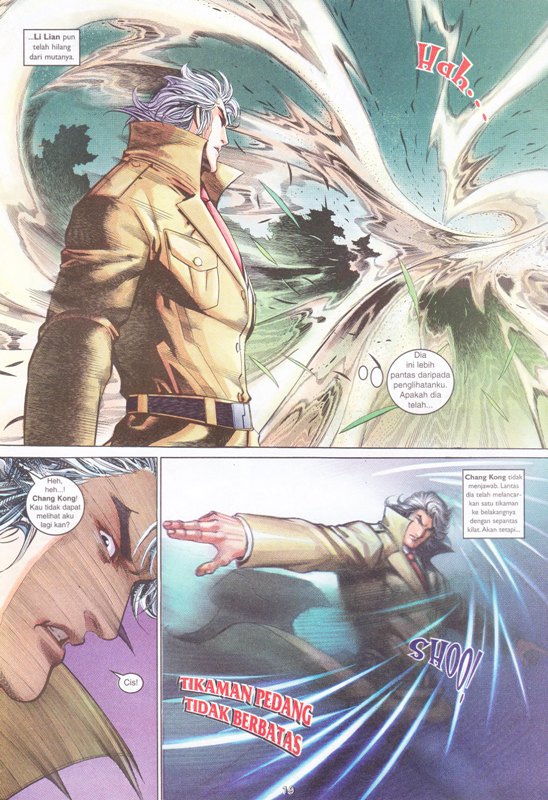 ...Li Lian pun
telah hilang
dari mutanya.
Hah...
Dia
ini lebih
pantas daripada
penglihatanku.
Apakah dia
telah...
Heh,
heh...!
Chang Kong!
Kau tidak dapat
melihat aku
lagi kan?
Cis!
Chang Kong tidak
menjawab. Lantas
dia telah melancar-
kan satu tikaman
ke belakangnya
dengan sepantas
kilat. Akan tetapi..
SHOO!
TIKAMAN PEDANG
TIDAK BERBATAS
19